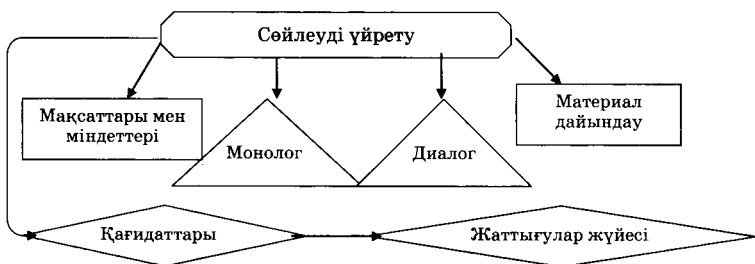 Сөйлеуді үйрету
Мақсаттары мен
міндеттері
Монолог
Диалог
Материал
дайындау
Қағидаттары
Жаттығулар жүйесі